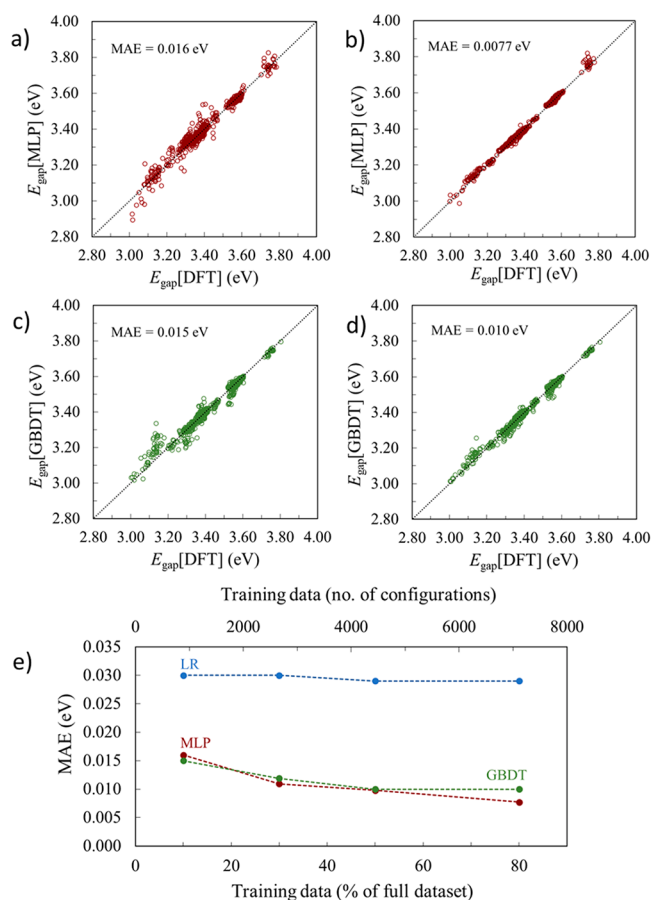 a)
4.00
3.80
3.60
3.40
3.20
3.00
2.80
MAE = 0.016 eV
Egap[MLP] (eV)
2.80 3.00 3.20 3.40 3.60 3.80 4.00
Egap[DFT] (eV)
b)
4.00
3.80
3.60
3.40
3.20
3.00
2.80
MAE = 0.0077 eV
Egap[MLP] (eV)
2.80 3.00 3.20 3.40 3.60 3.80 4.00
Egap[DFT] (eV)
c)
4.00
3.80
3.60
3.40
3.20
3.00
2.80
MAE = 0.015 eV
Egap[GBDT] (eV)
2.80 3.00 3.20 3.40 3.60 3.80 4.00
Egap[DFT] (eV)
d)
4.00
3.80
3.60
3.40
3.20
3.00
2.80
MAE = 0.010 eV
Egap[GBDT] (eV)
2.80 3.00 3.20 3.40 3.60 3.80 4.00
Egap[DFT] (eV)
Training data (no. of configurations)
0 2000 4000 6000 8000
e)
0.035
0.030
0.025
0.020
0.015
0.010
0.005
0.000
MAE (eV)
LR
MLP
GBDT
0 20 40 60 80
Training data (% of full dataset)